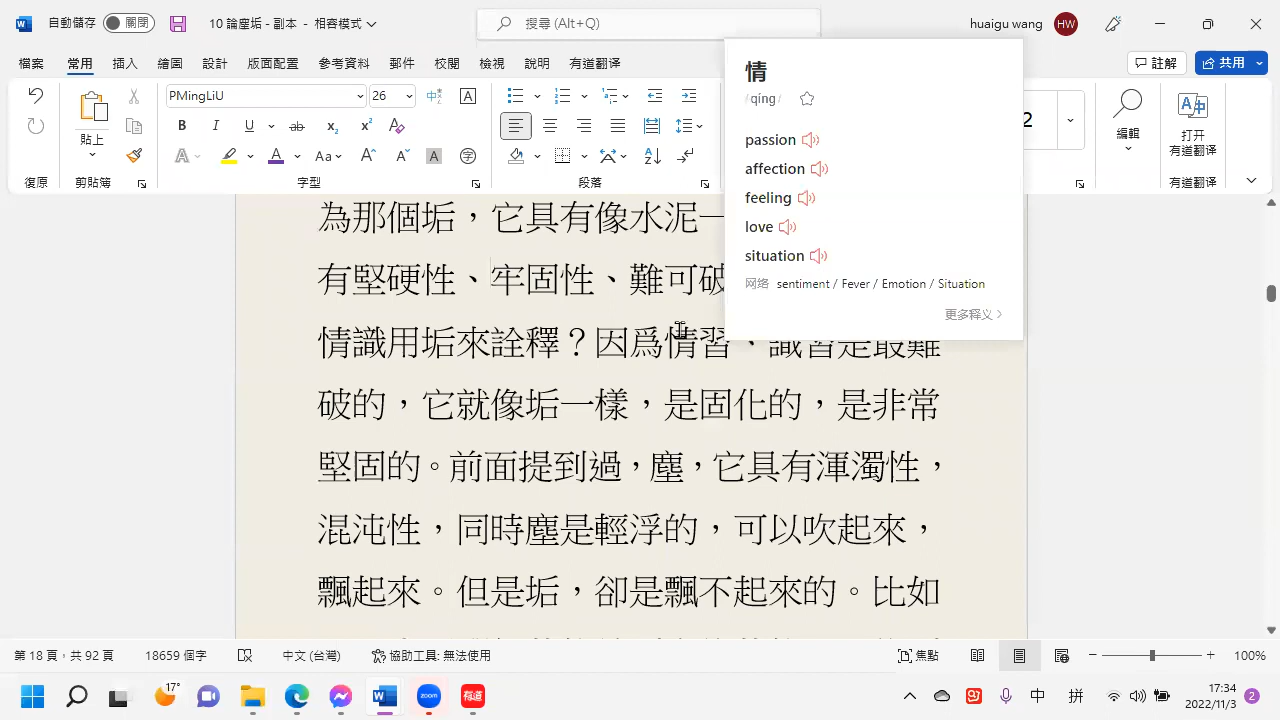 自動儲存 關閉 10 論塵垢 - 副本 - 相容模式 搜尋 (Alt+Q) huaigu wang HW
檔案 常用 插入 繪圖 設計 版面配置 參考資料 郵件 校閱 檢視 說明 有道翻译 註解 共用
情
/ qíng /
passion
affection
feeling
love
situation
网络 sentiment / Fever / Emotion / Situation
更多释义
PMingLiU 26
貼上 編輯 打开
有道翻译
復原 剪貼簿 字型 段落 有道翻译
為那個垢，它具有像水泥一
有堅硬性、牢固性、難可破
情識用垢來詮釋？因爲情習、識習是最難
破的，它就像垢一樣，是固化的，是非常
堅固的。前面提到過，塵，它具有渾濁性，
混沌性，同時塵是輕浮的，可以吹起來，
飄起來。但是垢，卻是飄不起來的。比如
第 18 頁，共 92 頁 18659 個字 中文 (台灣) 協助工具: 無法使用 焦點 100%
17° zoom 有道 中 拼 17:34
2022/11/3 2